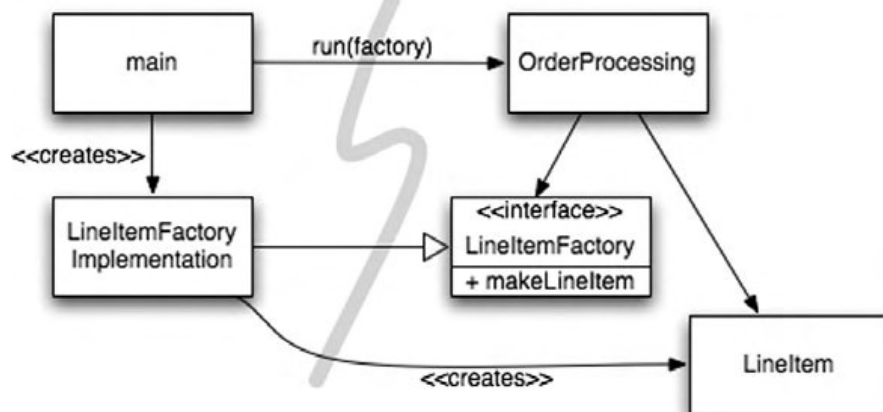 main
run(factory)
OrderProcessing
<<creates>>
LineItemFactory
Implementation
<<interface>>
LineItemFactory
+ makeLineItem
<<creates>>
LineItem